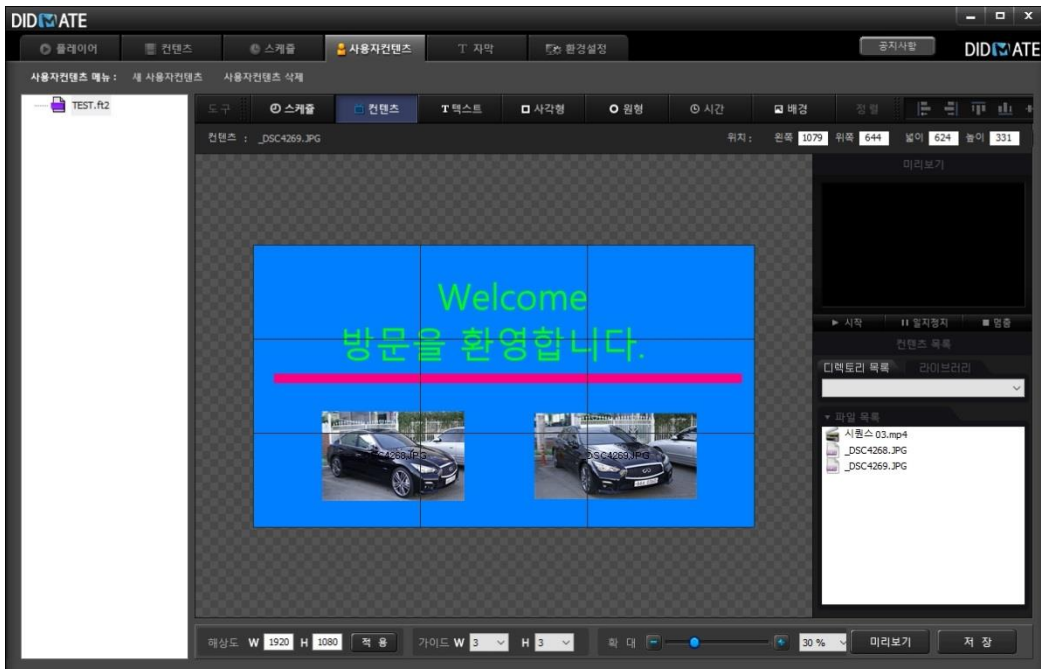 DIDMATE
플레이어 컨텐츠 스케줄 사용자컨텐츠 T 자막 환경설정 공지사항 DIDMATE
사용자컨텐츠 메뉴 : 새 사용자컨텐츠 사용자컨텐츠 삭제
TEST.ft2
도구 스케줄 컨텐츠 T 텍스트 사각형 원형 시간 배경 정렬
컨텐츠 : _DSC4269.JPG 위치 : 왼쪽 1079 위쪽 644 넓이 624 높이 331
미리보기
Welcome
방문을 환영합니다.
시작 일지정지 멈춤
컨텐츠 목록
디렉토리 목록 라이브러리
파일 목록
시퀀스 03.mp4
_DSC4268.JPG
_DSC4269.JPG
_DSC4268.JPG _DSC4269.JPG
해상도 W 1920 H 1080 적 용 가이드 W 3 H 3 확 대 30 % 미리보기 저 장